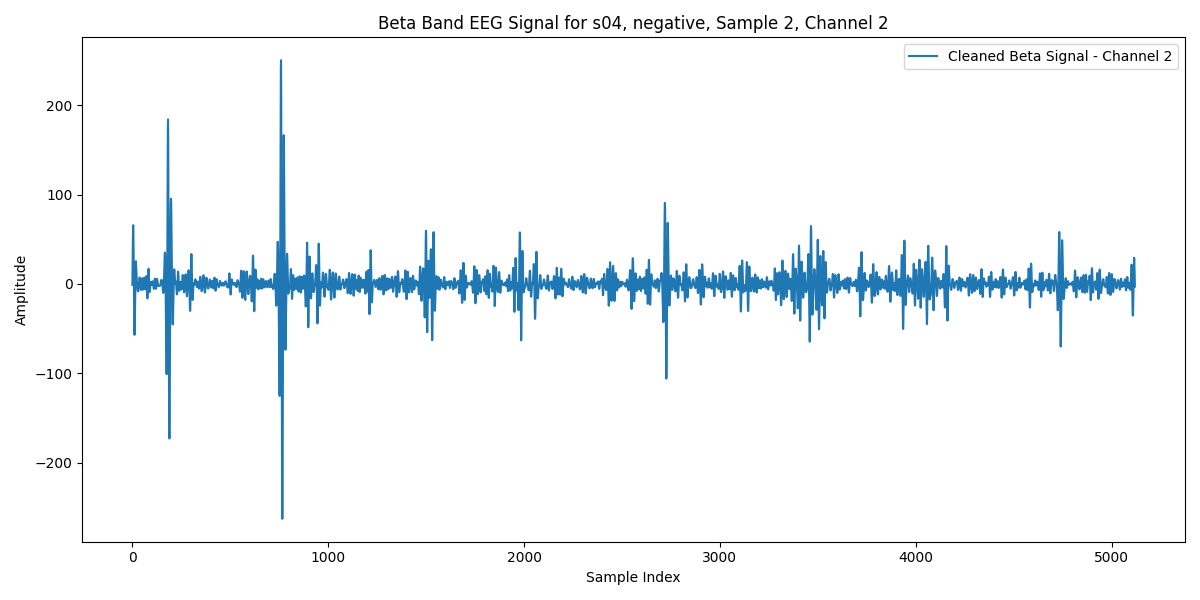 Beta Band EEG Signal for s04, negative, Sample 2, Channel 2
Cleaned Beta Signal - Channel 2
Amplitude
200
100
0
−100
−200
0 1000 2000 3000 4000 5000
Sample Index